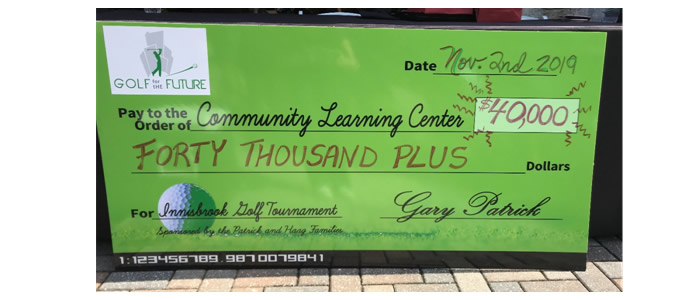 GOLF for THE FUTURE
Date Nov. 2nd 2019
Pay to the Order of Community Learning Center $40,000
FORTY THOUSAND PLUS Dollars
For Innisbrook Golf Tournament Gary Patrick
Sponsored by the Patrick and Haag Families
1:123456789 9870079841